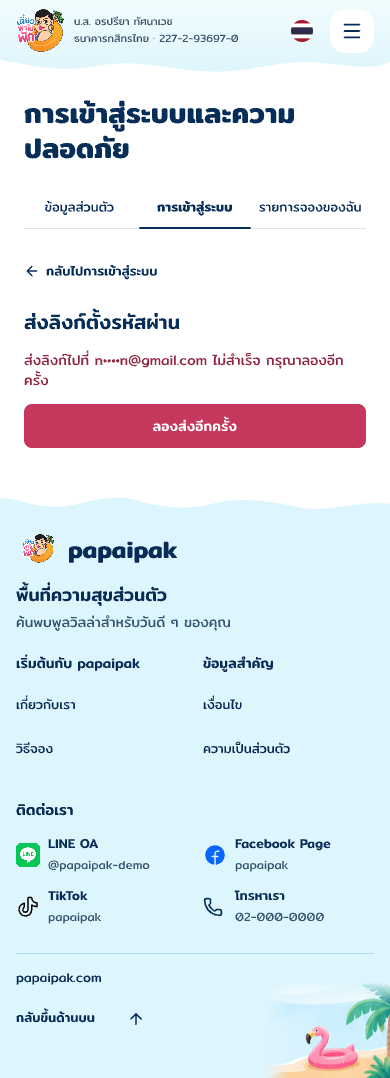 น.ส. อรปรียา ทัศนาเวช
ธนาคารกสิกรไทย · 227-2-93697-0
การเข้าสู่ระบบและความ
ปลอดภัย
ข้อมูลส่วนตัว
การเข้าสู่ระบบ
รายการจองของฉัน
กลับไปการเข้าสู่ระบบ
ส่งลิงก์ตั้งรหัสผ่าน
ส่งลิงก์ไปที่ n••••n@gmail.com ไม่สำเร็จ กรุณาลองอีก
ครั้ง
ลองส่งอีกครั้ง
papaipak
พื้นที่ความสุขส่วนตัว
ค้นพบพูลวิลล่าสำหรับวันดี ๆ ของคุณ
เริ่มต้นกับ papaipak
ข้อมูลสำคัญ
เกี่ยวกับเรา
เงื่อนไข
วิธีจอง
ความเป็นส่วนตัว
ติดต่อเรา
LINE OA
@papaipak-demo
Facebook Page
papaipak
TikTok
papaipak
โทรหาเรา
02-000-0000
papaipak.com
กลับขึ้นด้านบน